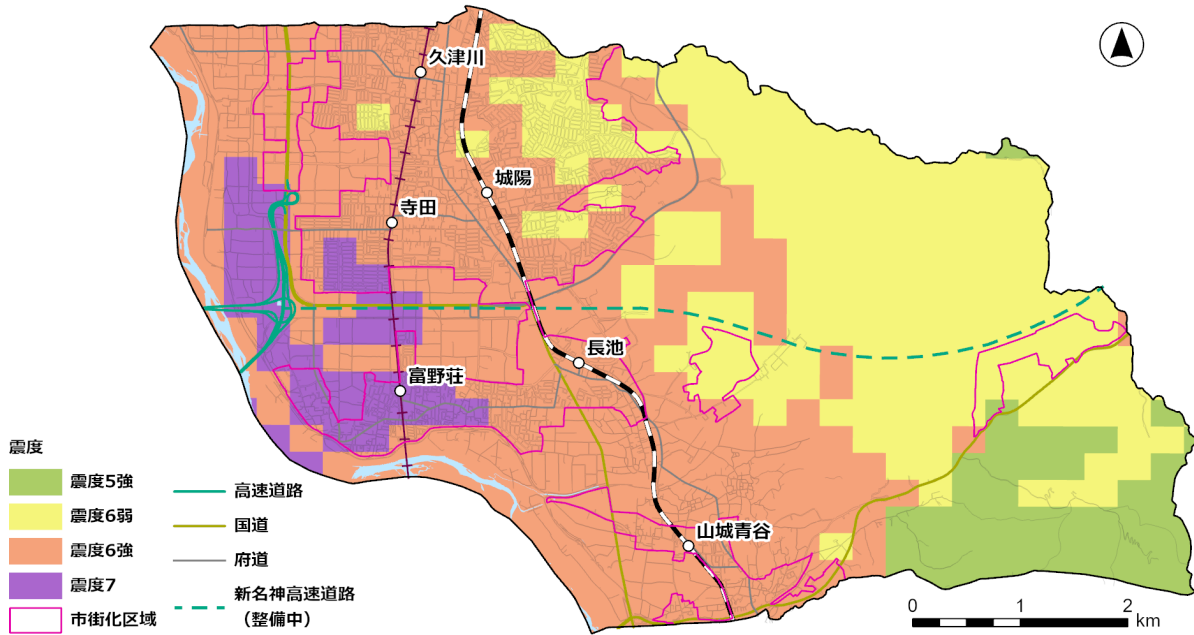 久津川
城陽
寺田
長池
富野荘
山城青谷
震度
震度5強
震度6弱
震度6強
震度7
市街化区域
高速道路
国道
府道
新名神高速道路
（整備中）
0 1 2
km